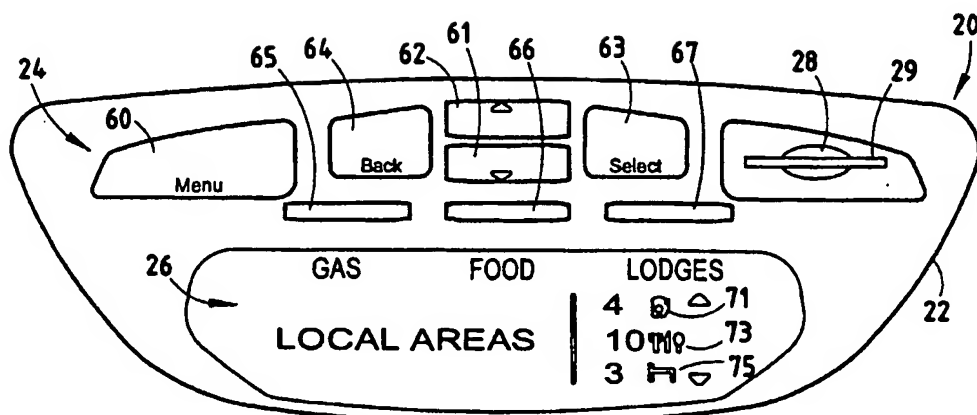 64 62 61 66 63 67 20
65 28 29
24
60
Menu Back Select
26 GAS FOOD LODGES
4 71 22
LOCAL AREAS 10 73
3 75